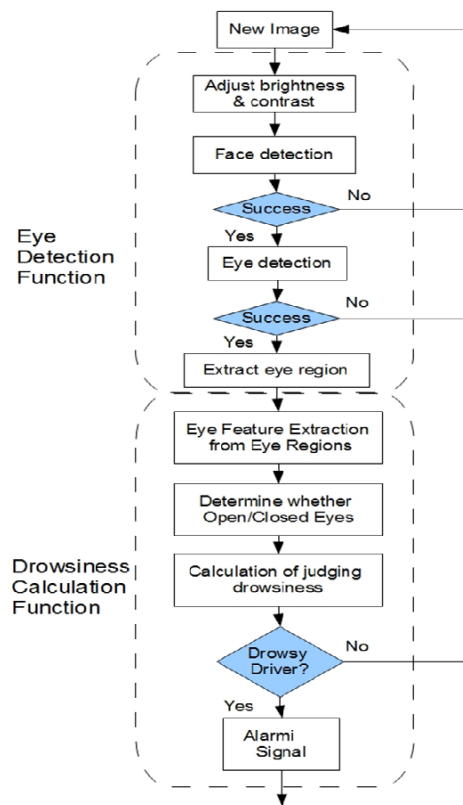 New Image
Adjust brightness
& contrast
Face detection
Success
No
Yes
Eye
Detection
Function
Eye detection
Success
No
Yes
Extract eye region
Eye Feature Extraction
from Eye Regions
Determine whether
Open/Closed Eyes
Drowsiness
Calculation
Function
Calculation of judging
drowsiness
Drowsy
Driver?
No
Yes
Alarmi
Signal